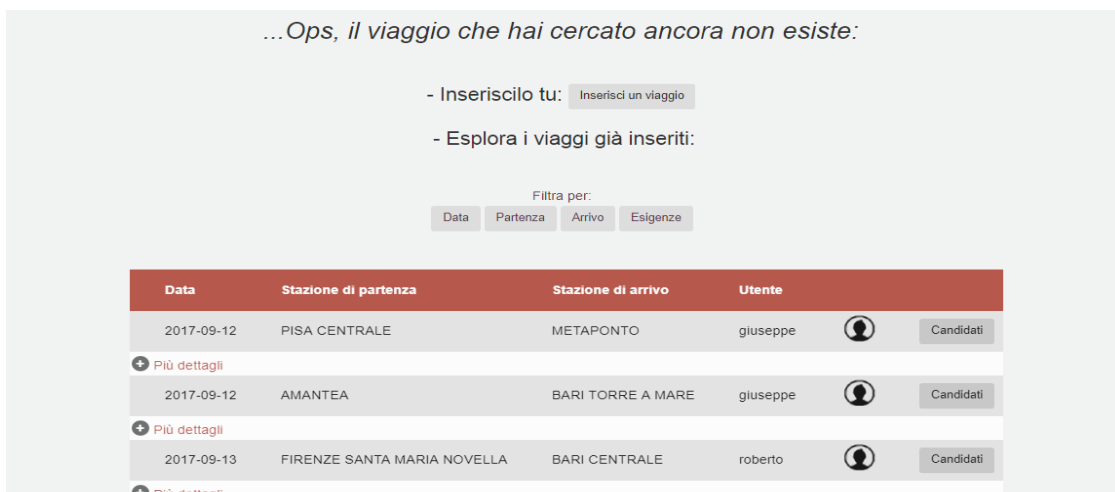 ...Ops, il viaggio che hai cercato ancora non esiste:
- Inseriscilo tu: Inserisci un viaggio
- Esplora i viaggi già inseriti:
Filtra per:
Data Partenza Arrivo Esigenze
Data Stazione di partenza Stazione di arrivo Utente
2017-09-12 PISA CENTRALE METAPONTO giuseppe Candidati
Più dettagli
2017-09-12 AMANTEA BARI TORRE A MARE giuseppe Candidati
Più dettagli
2017-09-13 FIRENZE SANTA MARIA NOVELLA BARI CENTRALE roberto Candidati
Più dettagli